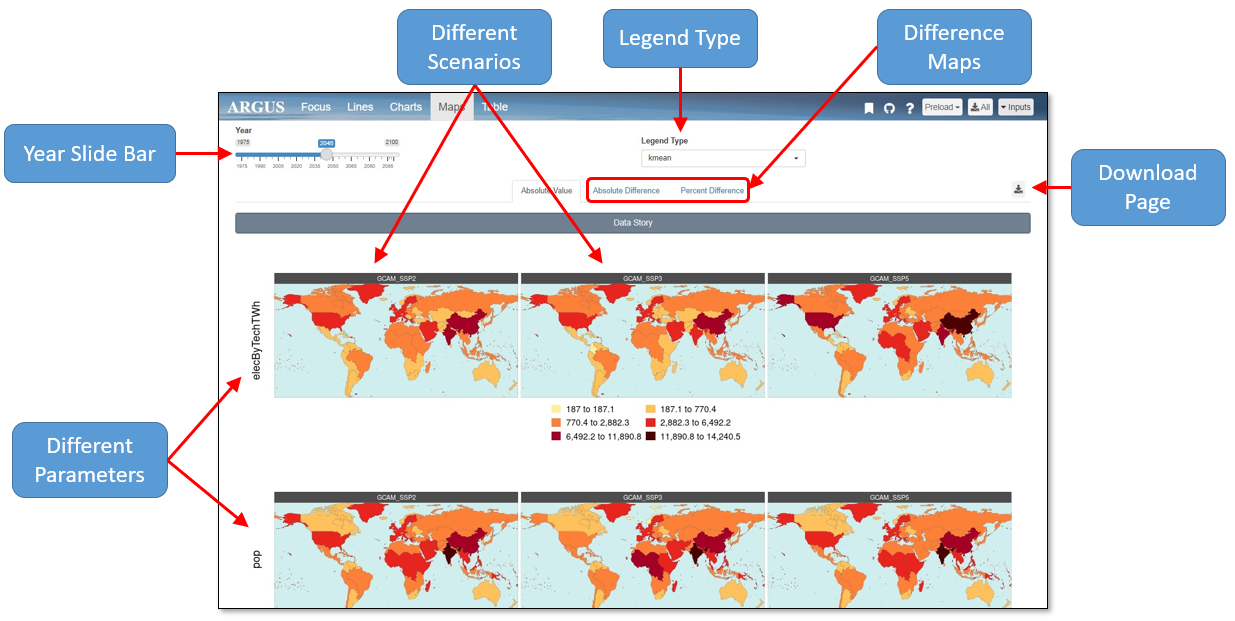 Different
Scenarios
Legend Type
Difference
Maps
Year Slide Bar
Download
Page
Different
Parameters
ARGUS Focus Lines Charts Maps Table
? Preload All Inputs
Year
1975 2045 2100
1975 1990 2005 2020 2035 2050 2065 2080 2095
Legend Type
kmean
Absolute Value Absolute Difference Percent Difference
Data Story
GCAM_SSP2 GCAM_SSP3 GCAM_SSP5
elecByTechTWh
187 to 187.1 187.1 to 770.4
770.4 to 2,882.3 2,882.3 to 6,492.2
6,492.2 to 11,890.8 11,890.8 to 14,240.5
GCAM_SSP2 GCAM_SSP3 GCAM_SSP5
pop